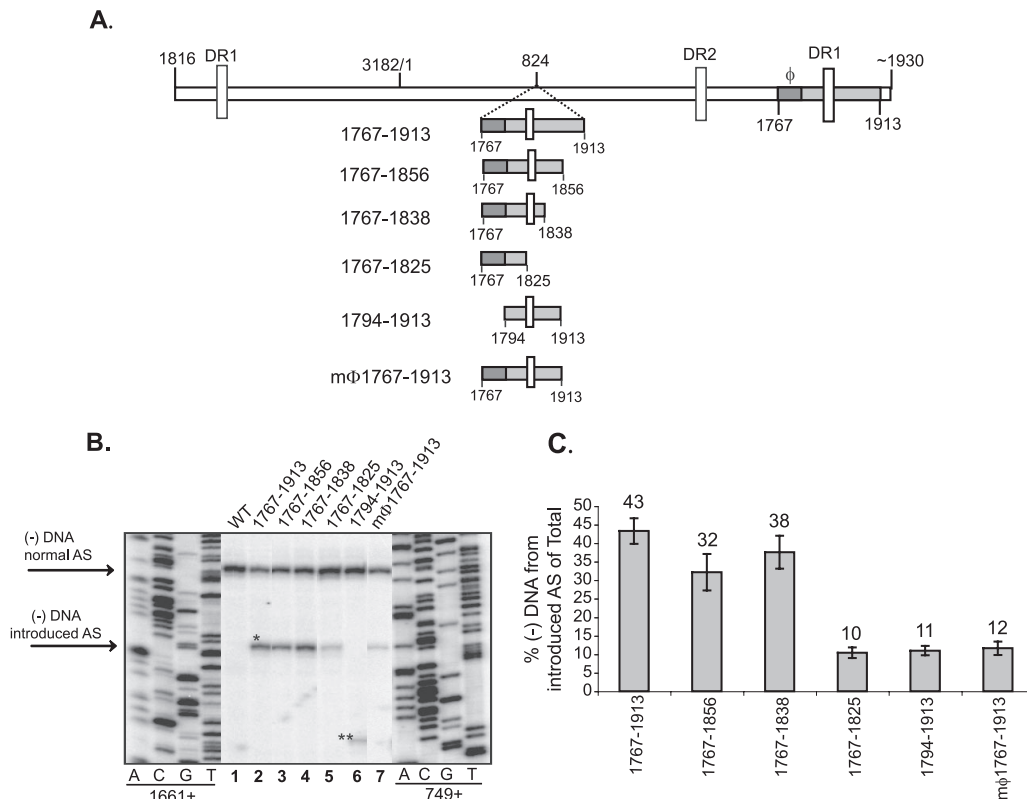 A.
1816
DR1
3182/1
824
DR2
ϕ
DR1
~1930
1767
1913
1767-1913
1767
1913
1767-1856
1767
1856
1767-1838
1767
1838
1767-1825
1767
1825
1794-1913
1794
1913
mΦ1767-1913
1767
1913
B.
WT
1767-1913
1767-1856
1767-1838
1767-1825
1794-1913
mΦ1767-1913
(-) DNA
normal AS
(-) DNA
introduced AS
*
**
A C G T 1 2 3 4 5 6 7 A C G T
1661+ 749+
C.
% (-) DNA from
introduced AS of Total
50
45
40
35
30
25
20
15
10
5
0
43
32
38
10
11
12
1767-1913
1767-1856
1767-1838
1767-1825
1794-1913
mϕ1767-1913